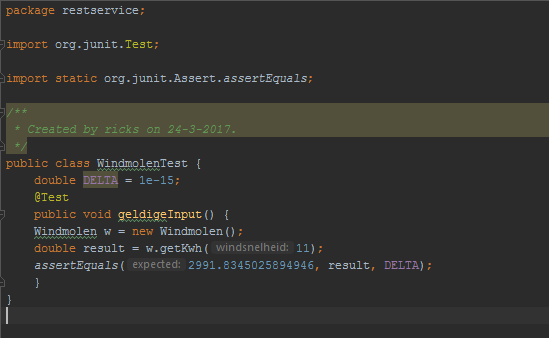 package restservice;
import org.junit.Test;
import static org.junit.Assert.assertEquals;
/**
* Created by ricks on 24-3-2017.
*/
public class WindmolenTest {
double DELTA = 1e-15;
@Test
public void geldigeInput() {
Windmolen w = new Windmolen();
double result = w.getKwh( windsnelheid: 11);
assertEquals( expected: 2991.8345025894946, result, DELTA);
}
}